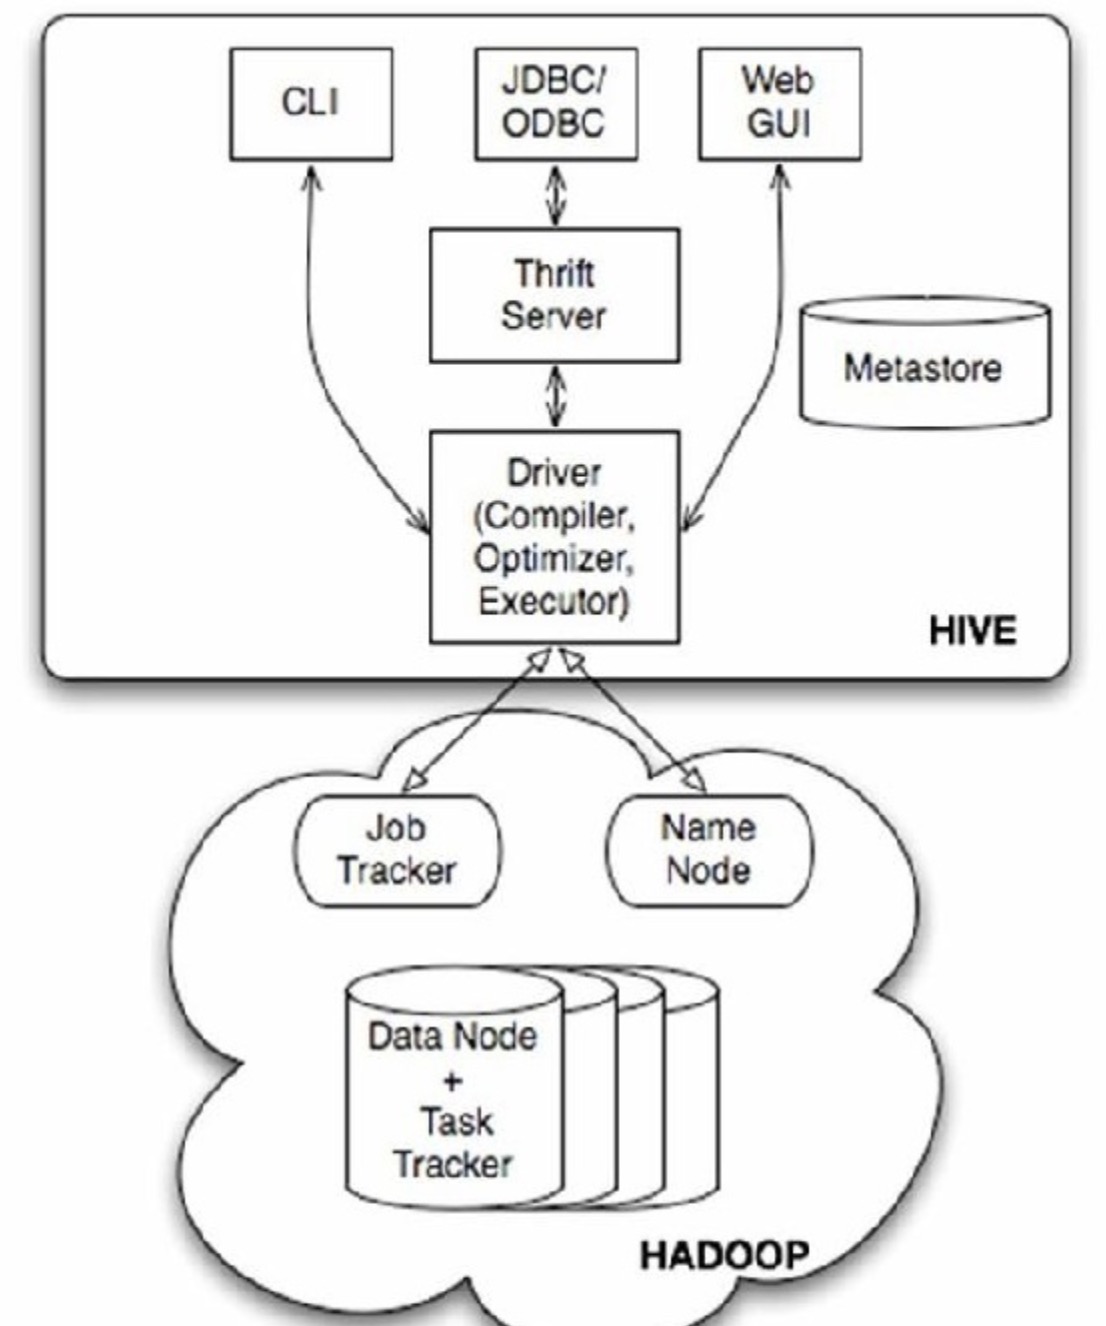 CLI
JDBC/
ODBC
Web
GUI
Thrift
Server
Metastore
Driver
(Compiler,
Optimizer,
Executor)
HIVE
Job
Tracker
Name
Node
Data Node
+
Task
Tracker
HADOOP